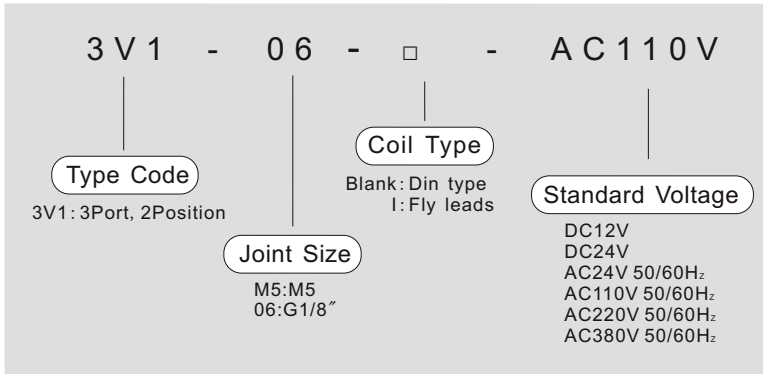 3V1 - 06 - □ - AC110V
Type Code
3V1: 3Port, 2Position
Joint Size
M5:M5
06:G1/8″
Coil Type
Blank: Din type
I: Fly leads
Standard Voltage
DC12V
DC24V
AC24V 50/60Hz
AC110V 50/60Hz
AC220V 50/60Hz
AC380V 50/60Hz